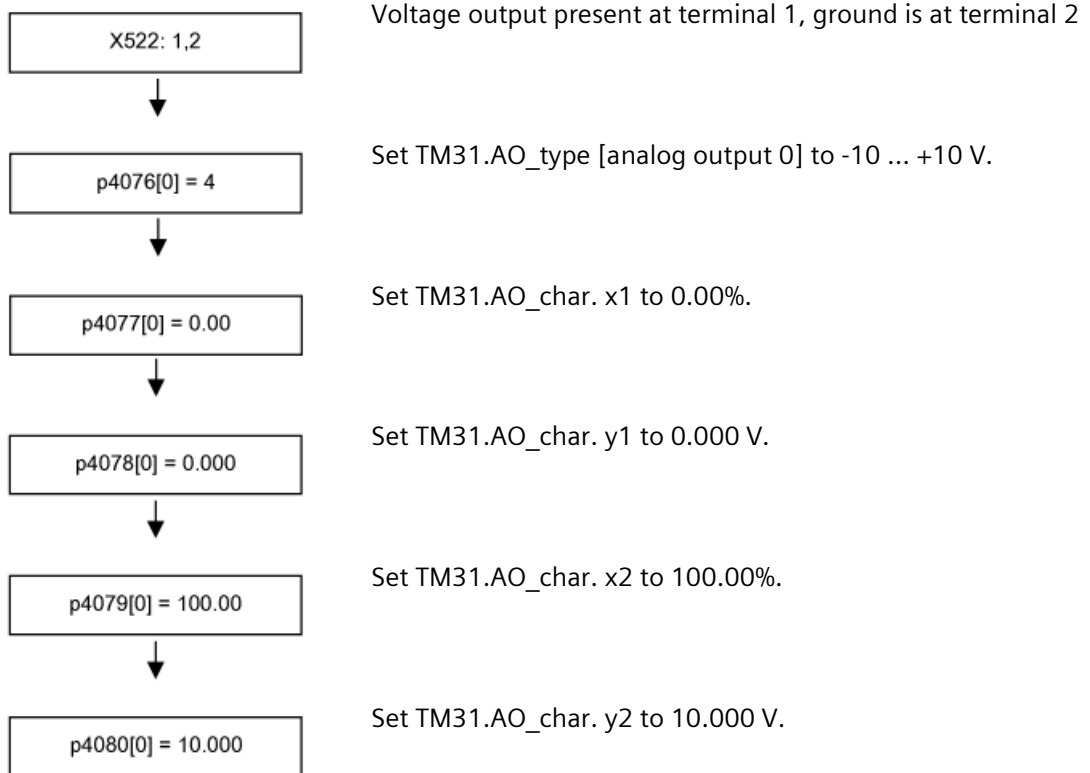 X522: 1,2
Voltage output present at terminal 1, ground is at terminal 2
p4076[0] = 4
Set TM31.AO_type [analog output 0] to -10 ... +10 V.
p4077[0] = 0.00
Set TM31.AO_char. x1 to 0.00%.
p4078[0] = 0.000
Set TM31.AO_char. y1 to 0.000 V.
p4079[0] = 100.00
Set TM31.AO_char. x2 to 100.00%.
p4080[0] = 10.000
Set TM31.AO_char. y2 to 10.000 V.